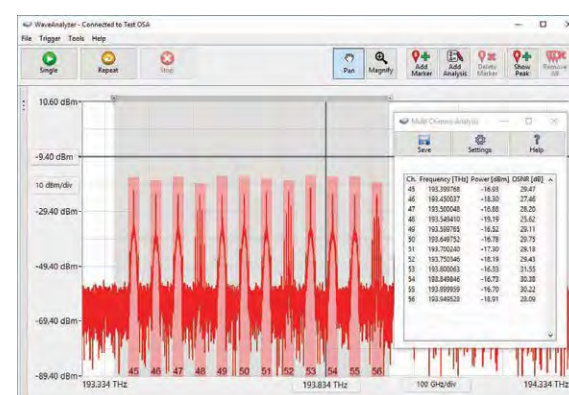 WaveAnalyzer - Connected to Test OSA
File Trigger Tools Help
Single Repeat Stop Pan Magnify Add Marker Add Analysis Delete Marker Show Peak Remove All
10.60 dBm
-9.40 dBm
10 dBm/div
-29.40 dBm
-49.40 dBm
-69.40 dBm
-89.40 dBm
45 46 47 48 49 50 51 52 53 54 55 56
193.334 THz 193.834 THz 100 GHz/div 194.334 THz
Multi Channel Analysis
Save Settings Help
Ch. Frequency [THz] Power [dBm] OSNR [dB]
45 193.399768 -16.93 29.47
46 193.450037 -18.30 27.46
47 193.500048 -16.88 28.20
48 193.549410 -19.19 25.62
49 193.599765 -16.52 29.11
50 193.649752 -16.78 29.75
51 193.700240 -17.30 29.18
52 193.750346 -18.19 29.43
53 193.800063 -16.33 31.55
54 193.849846 -16.73 30.38
55 193.899959 -16.70 30.22
56 193.949528 -18.91 28.09